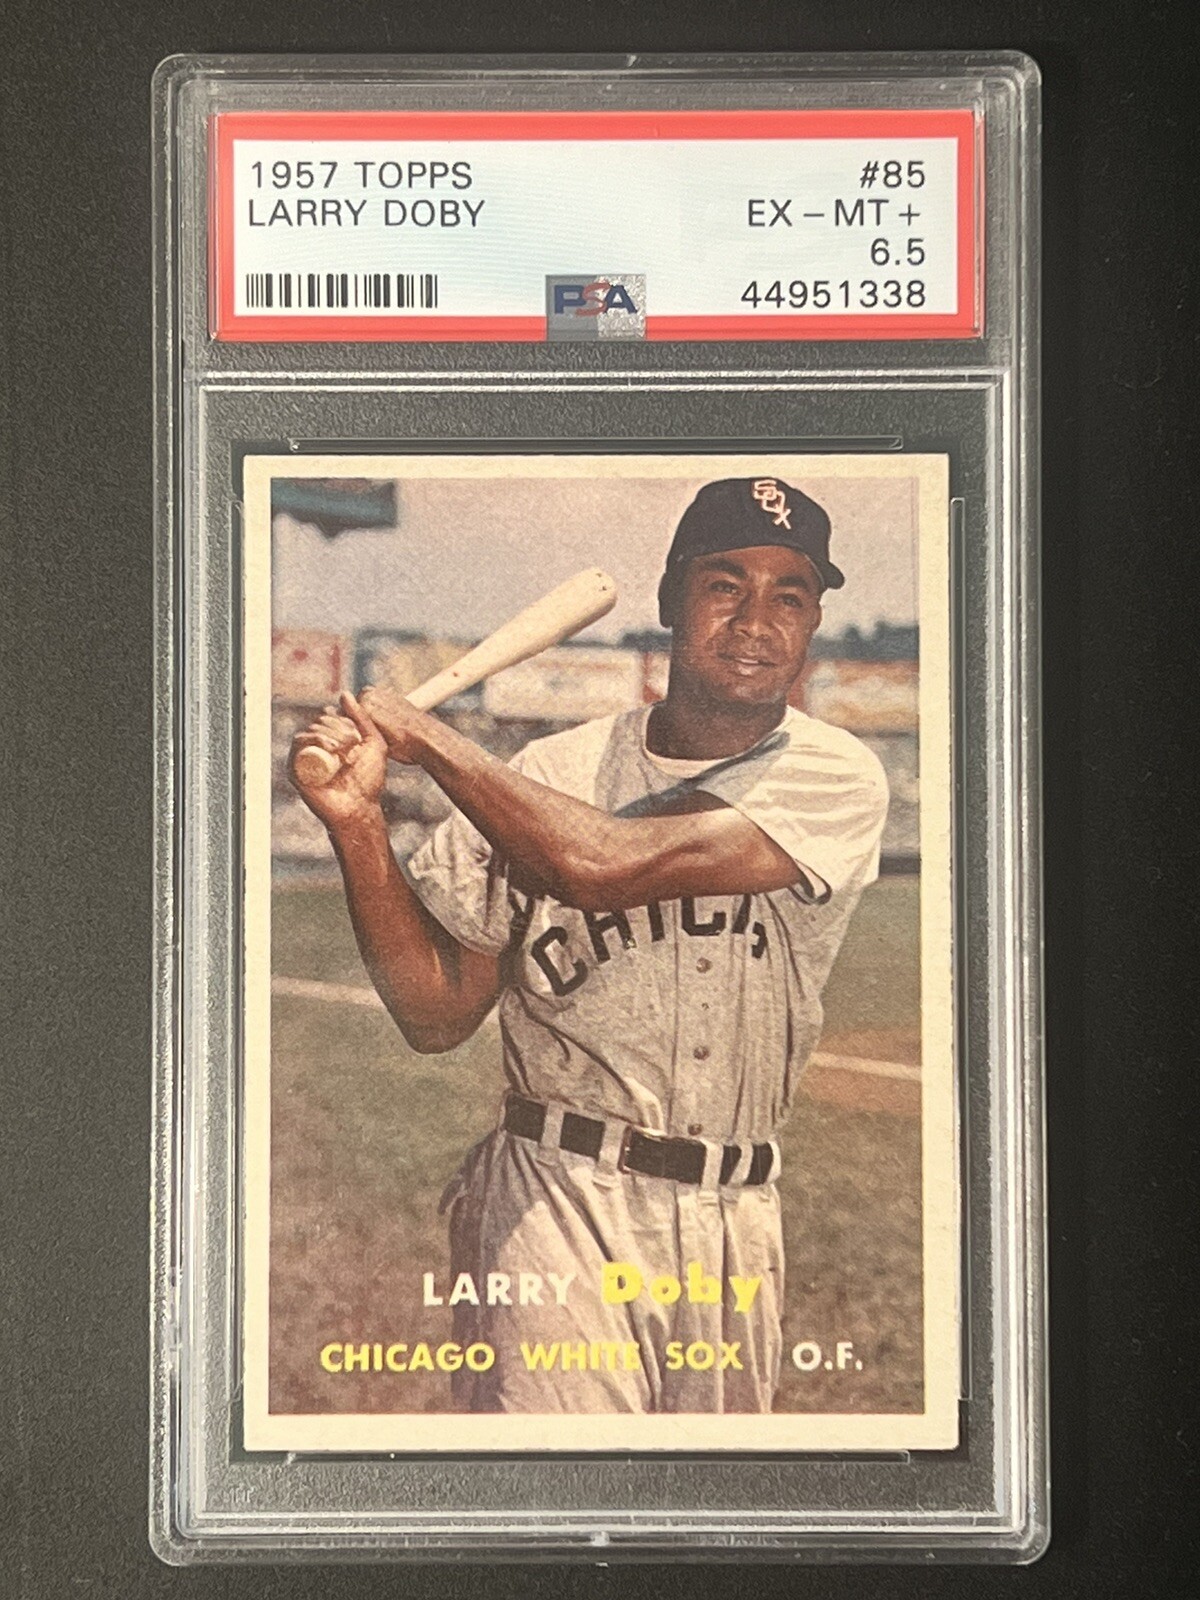 1957 TOPPS #85
LARRY DOBY EX - MT +
6.5
PSA 44951338
SOX
CHICA
LARRY Doby
CHICAGO WHITE SOX O.F.